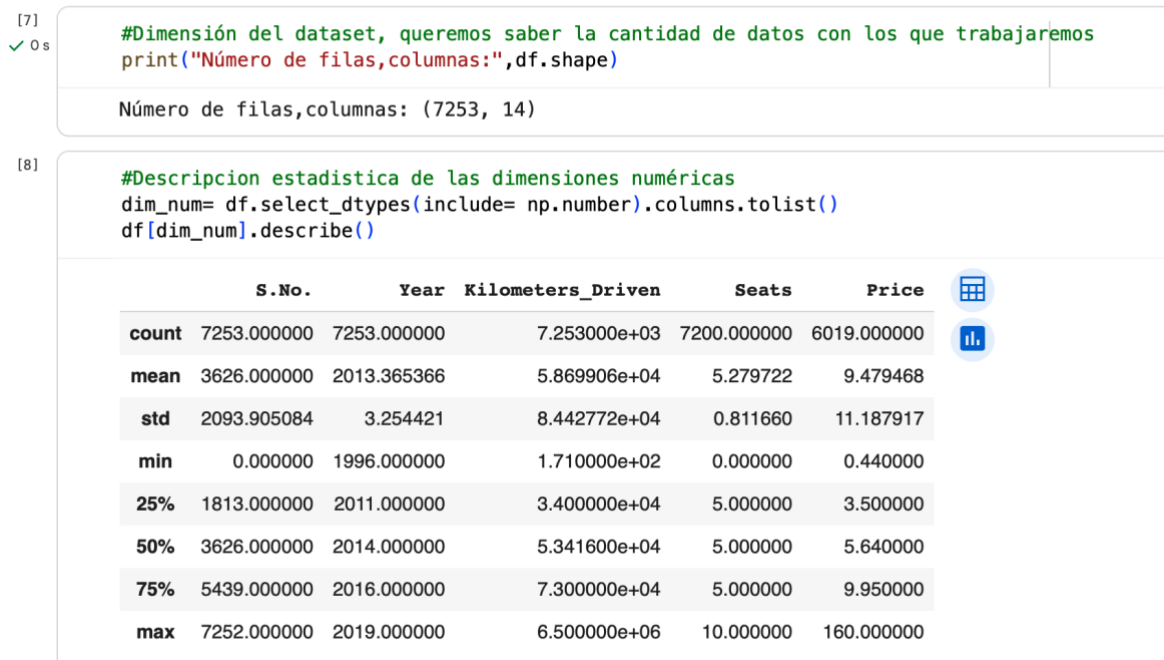 [7]
0 s
#Dimensión del dataset, queremos saber la cantidad de datos con los que trabajaremos
print("Número de filas,columnas:",df.shape)
Número de filas,columnas: (7253, 14)
[8]
#Descripcion estadistica de las dimensiones numéricas
dim_num= df.select_dtypes(include= np.number).columns.tolist()
df[dim_num].describe()
S.No. Year Kilometers_Driven Seats Price
count 7253.000000 7253.000000 7.253000e+03 7200.000000 6019.000000
mean 3626.000000 2013.365366 5.869906e+04 5.279722 9.479468
std 2093.905084 3.254421 8.442772e+04 0.811660 11.187917
min 0.000000 1996.000000 1.710000e+02 0.000000 0.440000
25% 1813.000000 2011.000000 3.400000e+04 5.000000 3.500000
50% 3626.000000 2014.000000 5.341600e+04 5.000000 5.640000
75% 5439.000000 2016.000000 7.300000e+04 5.000000 9.950000
max 7252.000000 2019.000000 6.500000e+06 10.000000 160.000000